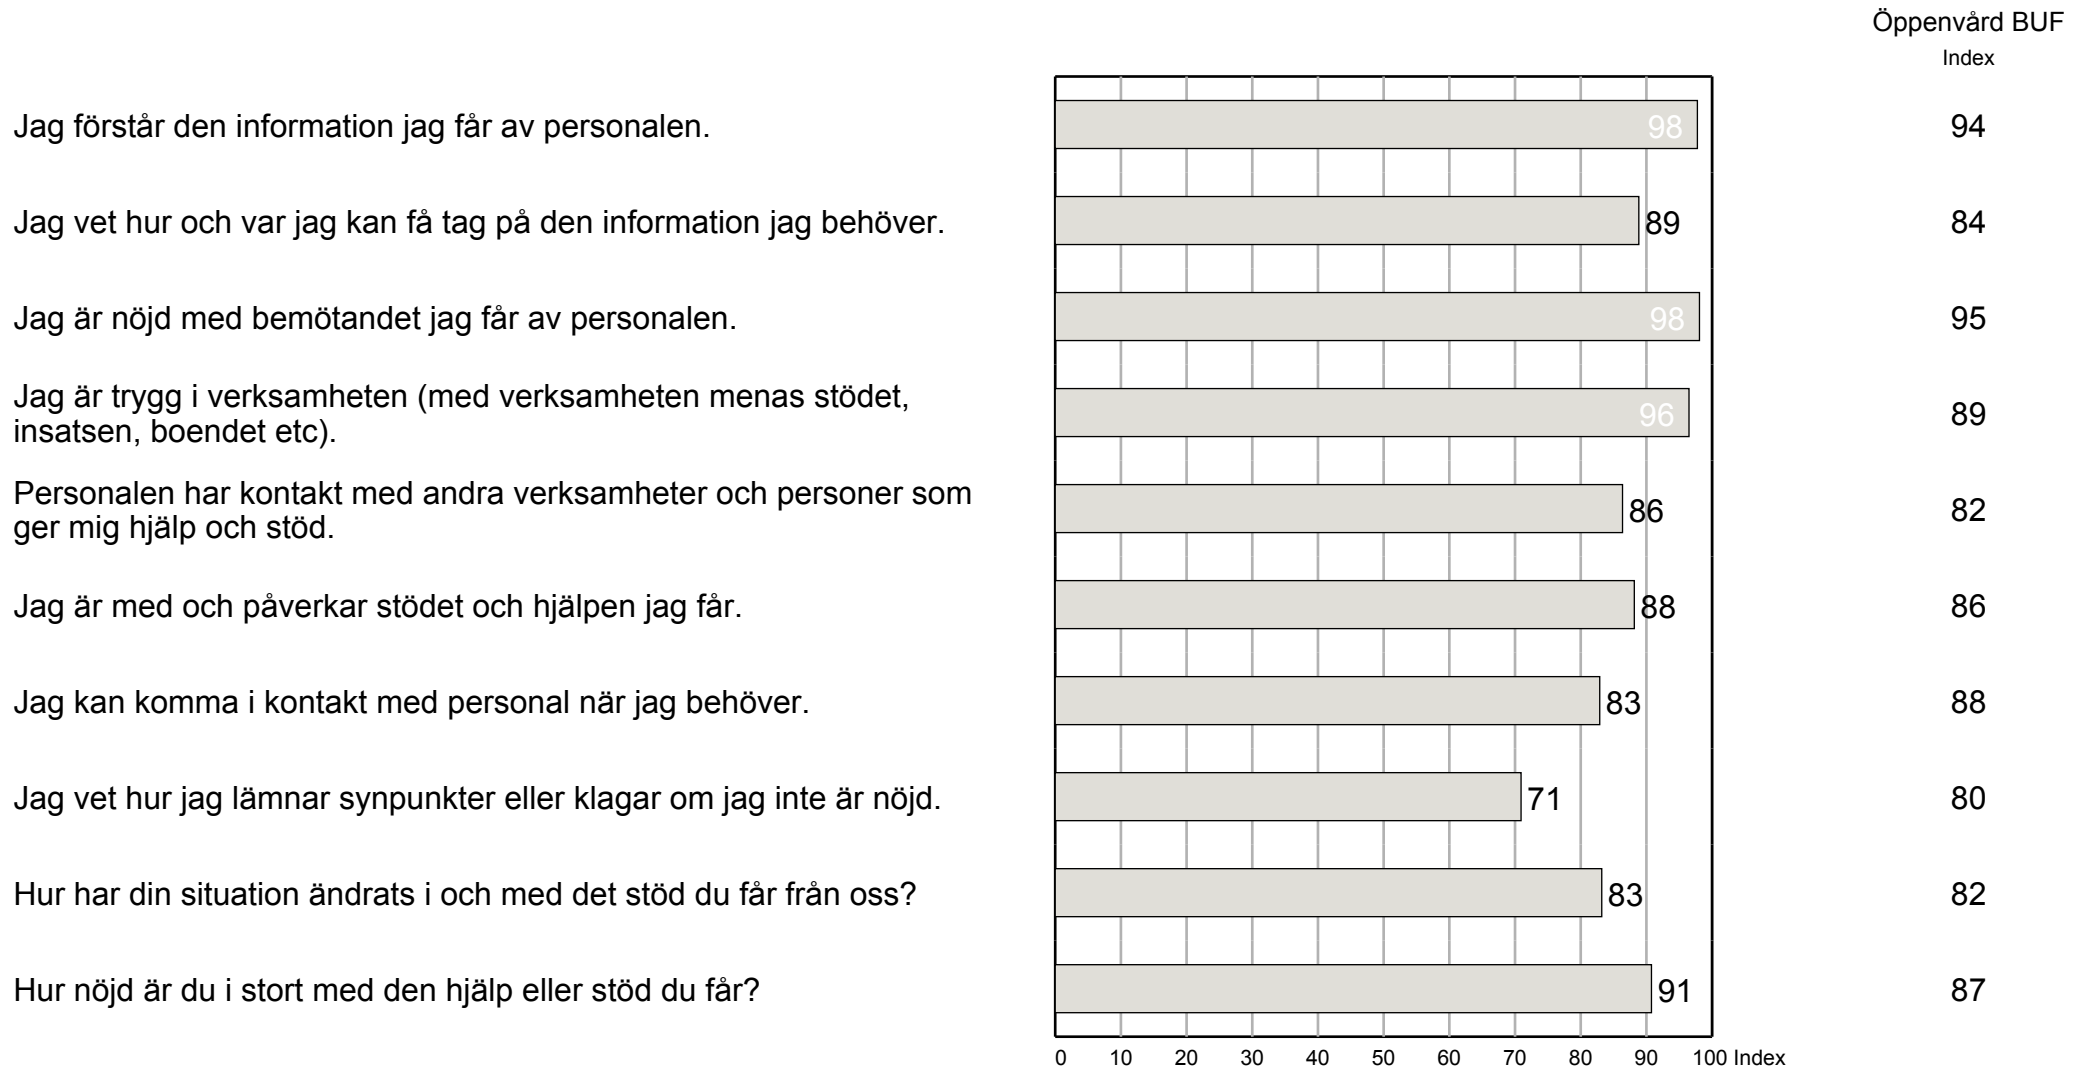 Öppenvård BUF
Index
Jag förstår den information jag får av personalen. 98 94
Jag vet hur och var jag kan få tag på den information jag behöver. 89 84
Jag är nöjd med bemötandet jag får av personalen. 98 95
Jag är trygg i verksamheten (med verksamheten menas stödet,
insatsen, boendet etc). 96 89
Personalen har kontakt med andra verksamheter och personer som
ger mig hjälp och stöd. 86 82
Jag är med och påverkar stödet och hjälpen jag får. 88 86
Jag kan komma i kontakt med personal när jag behöver. 83 88
Jag vet hur jag lämnar synpunkter eller klagar om jag inte är nöjd. 71 80
Hur har din situation ändrats i och med det stöd du får från oss? 83 82
Hur nöjd är du i stort med den hjälp eller stöd du får? 91 87
0 10 20 30 40 50 60 70 80 90 100 Index